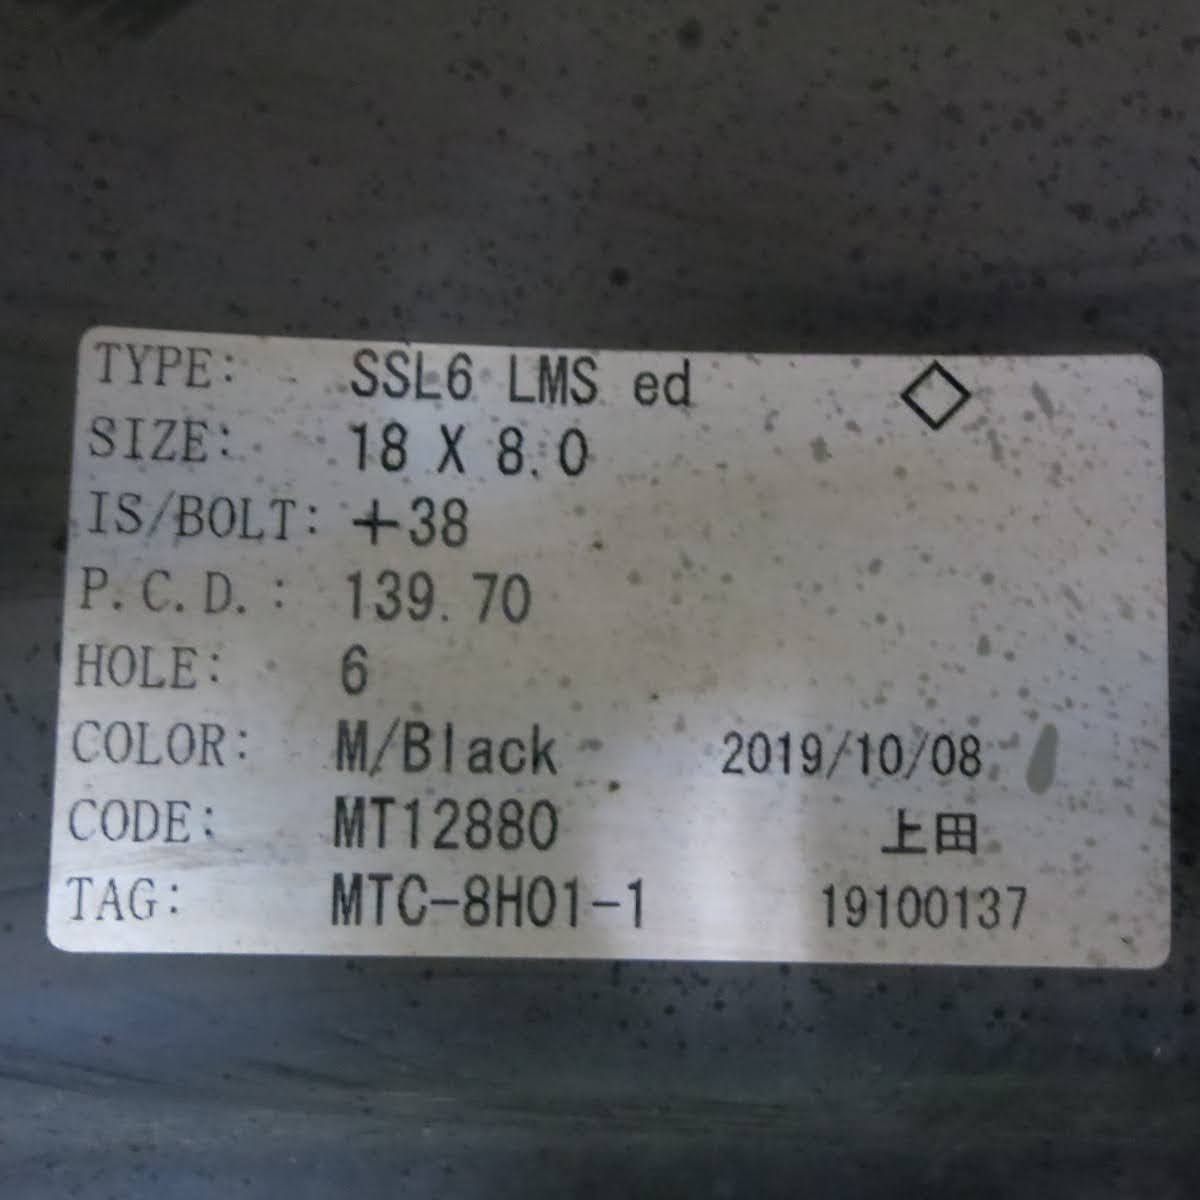 TYPE: SSL6 LMS ed ◇
SIZE: 18 X 8.0
IS/BOLT: +38
P.C.D.: 139.70
HOLE: 6
COLOR: M/Black 2019/10/08
CODE: MT12880 上田
TAG: MTC-8H01-1 19100137